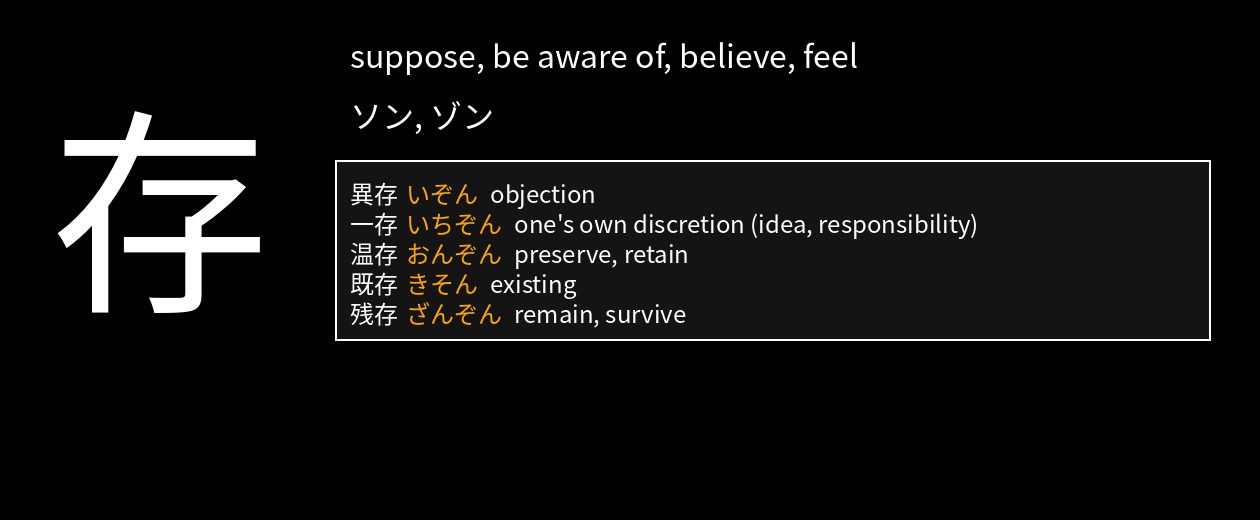 存
suppose, be aware of, believe, feel
ソン, ゾン
異存 いぞん objection
一存 いちぞん one's own discretion (idea, responsibility)
温存 おんぞん preserve, retain
既存 きそん existing
残存 ざんぞん remain, survive